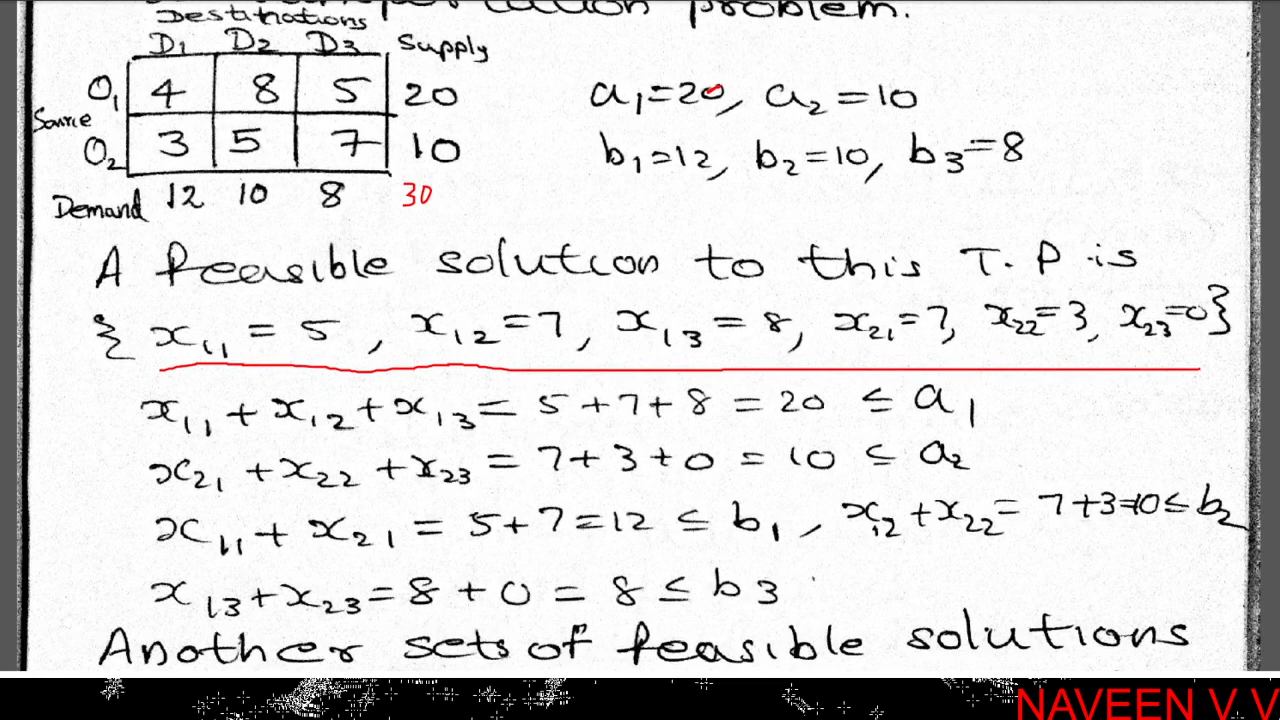 problem.
Destinations
D1 D2 D3 Supply
O1 4 8 5 20
Source
O2 3 5 7 10
Demand 12 10 8 30
a1=20, a2=10
b1=12, b2=10, b3=8
A feasible solution to this T.P is
{ x11 = 5, x12=7, x13=8, x21=7, x22=3, x23=0}
x11+x12+x13= 5+7+8=20 ≤ a1
x21+x22+x23= 7+3+0=10 ≤ a2
x11+x21=5+7=12 ≤ b1, x12+x22= 7+3=10≤ b2
x13+x23=8+0=8 ≤ b3
Another sets of feasible solutions
NAVEEN V V